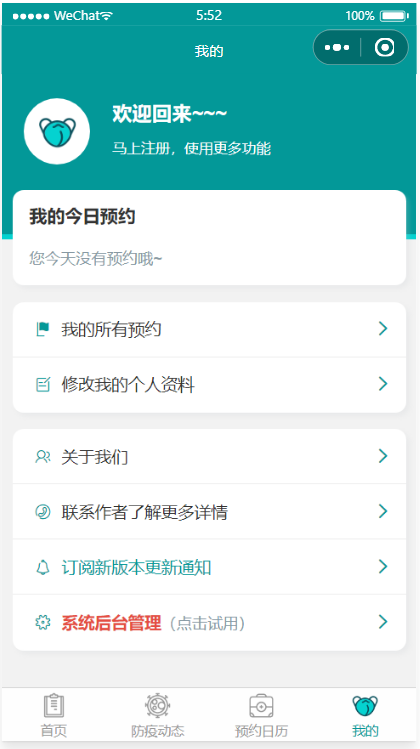 WeChat 5:52 100%
我的
欢迎回来~~~
马上注册，使用更多功能
我的今日预约
您今天没有预约哦~
我的所有预约
修改我的个人资料
关于我们
联系作者了解更多详情
订阅新版本更新通知
系统后台管理（点击试用）
首页 防疫动态 预约日历 我的